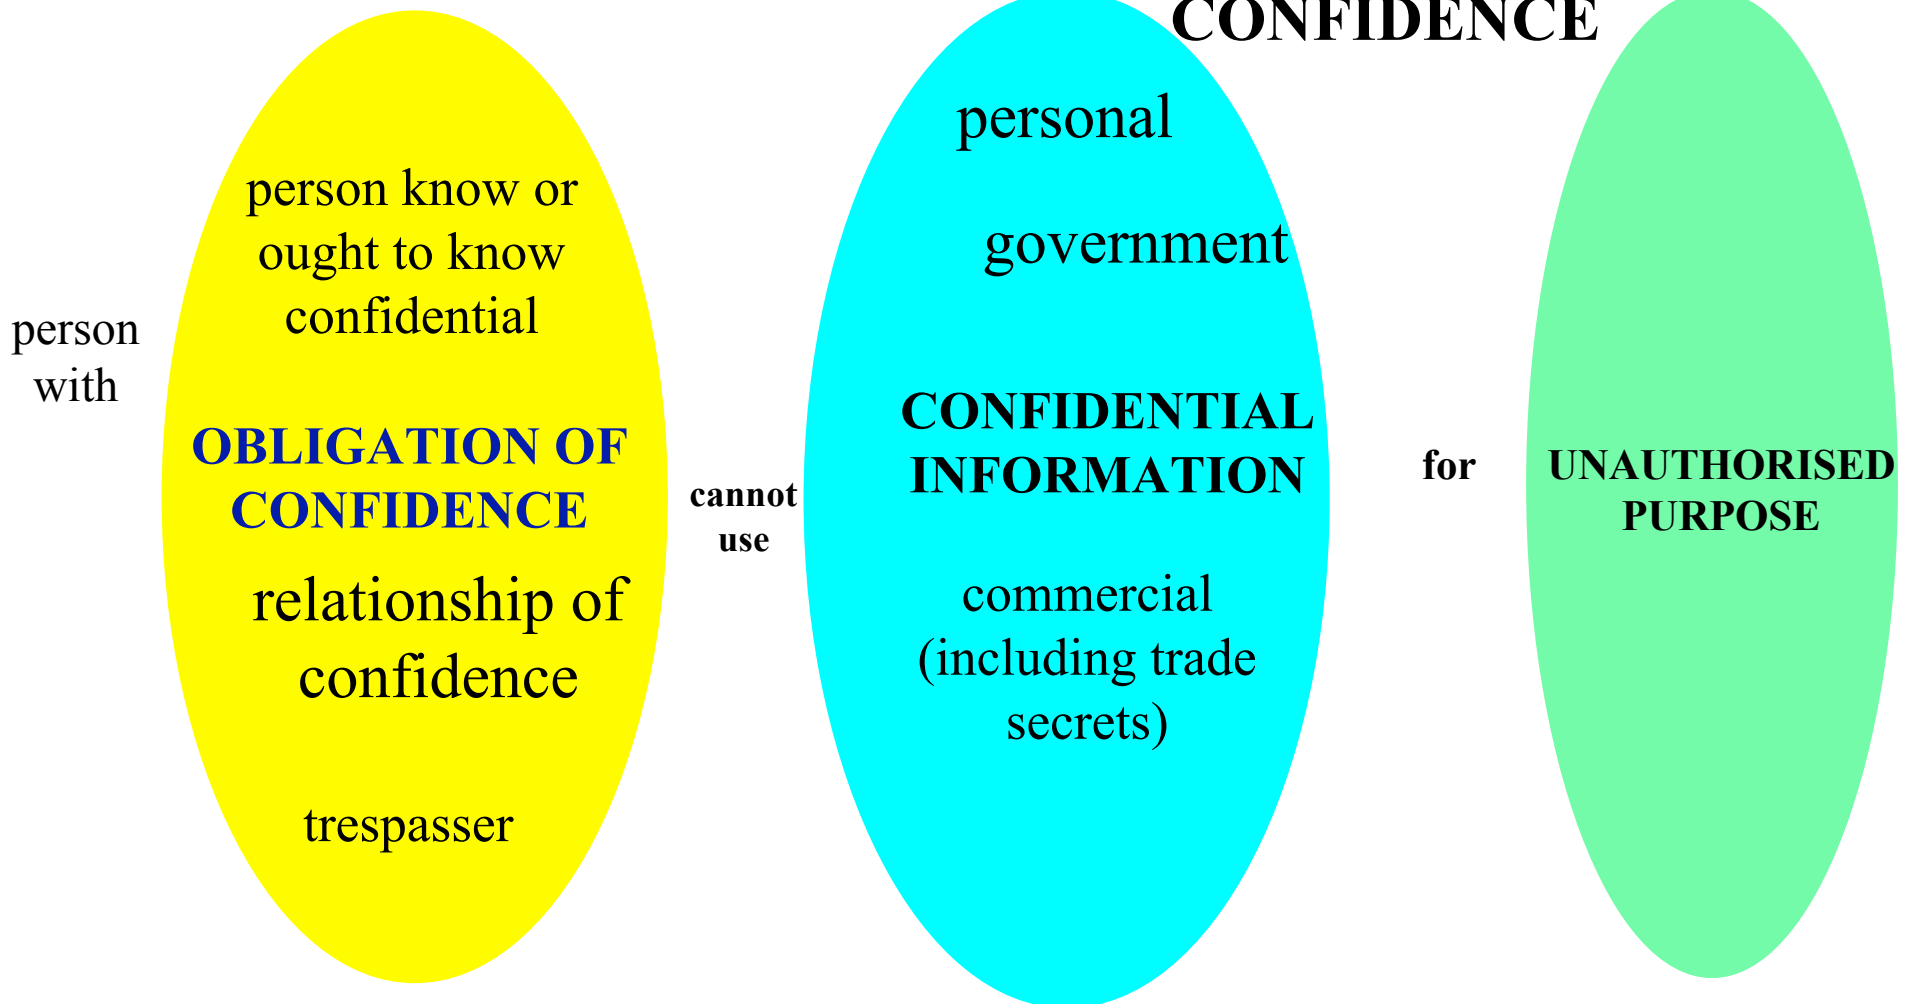 CONFIDENCE
person
with
person know or
ought to know
confidential
OBLIGATION OF
CONFIDENCE
relationship of
confidence
trespasser
cannot
use
personal
government
CONFIDENTIAL
INFORMATION
commercial
(including trade
secrets)
for
UNAUTHORISED
PURPOSE